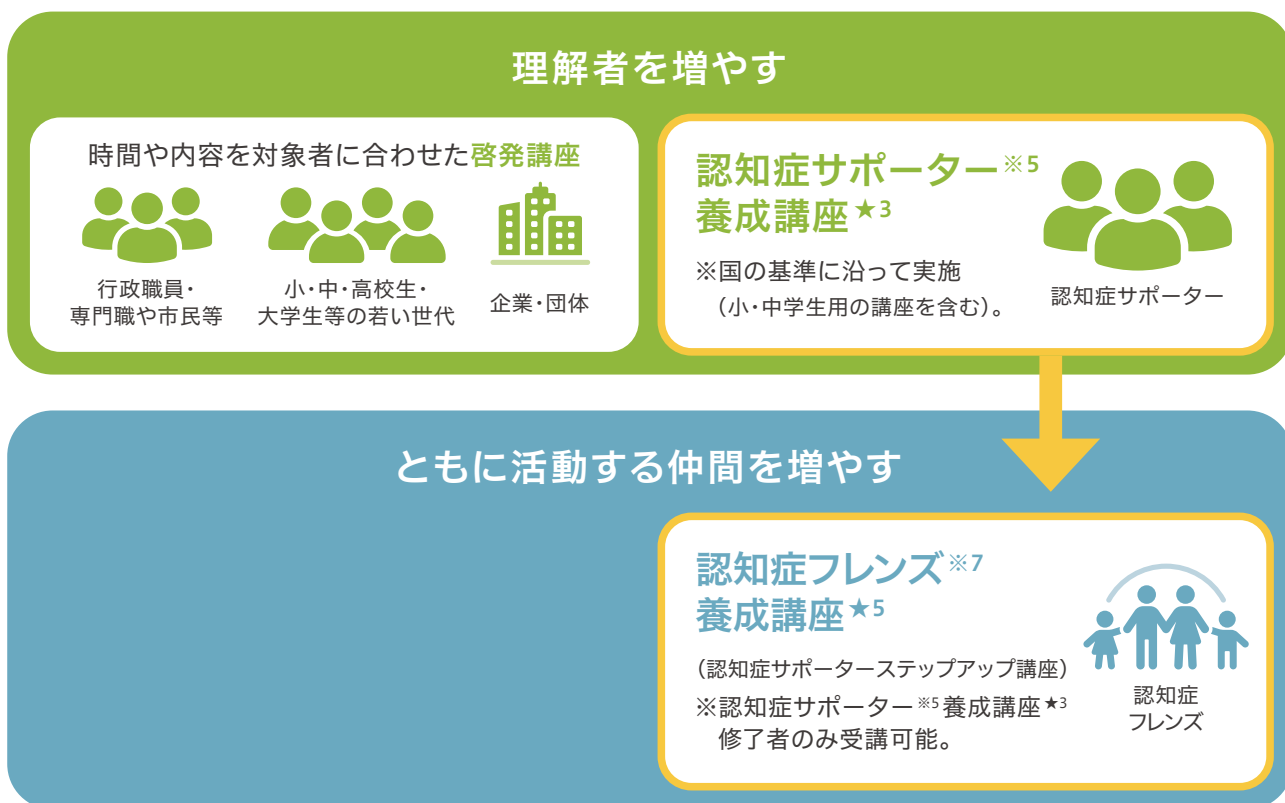 理解者を増やす
時間や内容を対象者に合わせた啓発講座
行政職員・
専門職や市民等
小・中・高校生・
大学生等の若い世代
企業・団体
認知症サポーター※5
養成講座★3
※国の基準に沿って実施
（小・中学生用の講座を含む）。
認知症サポーター
ともに活動する仲間を増やす
認知症フレンズ※7
養成講座★5
（認知症サポーターステップアップ講座）
※認知症サポーター※5養成講座★3
修了者のみ受講可能。
認知症
フレンズ